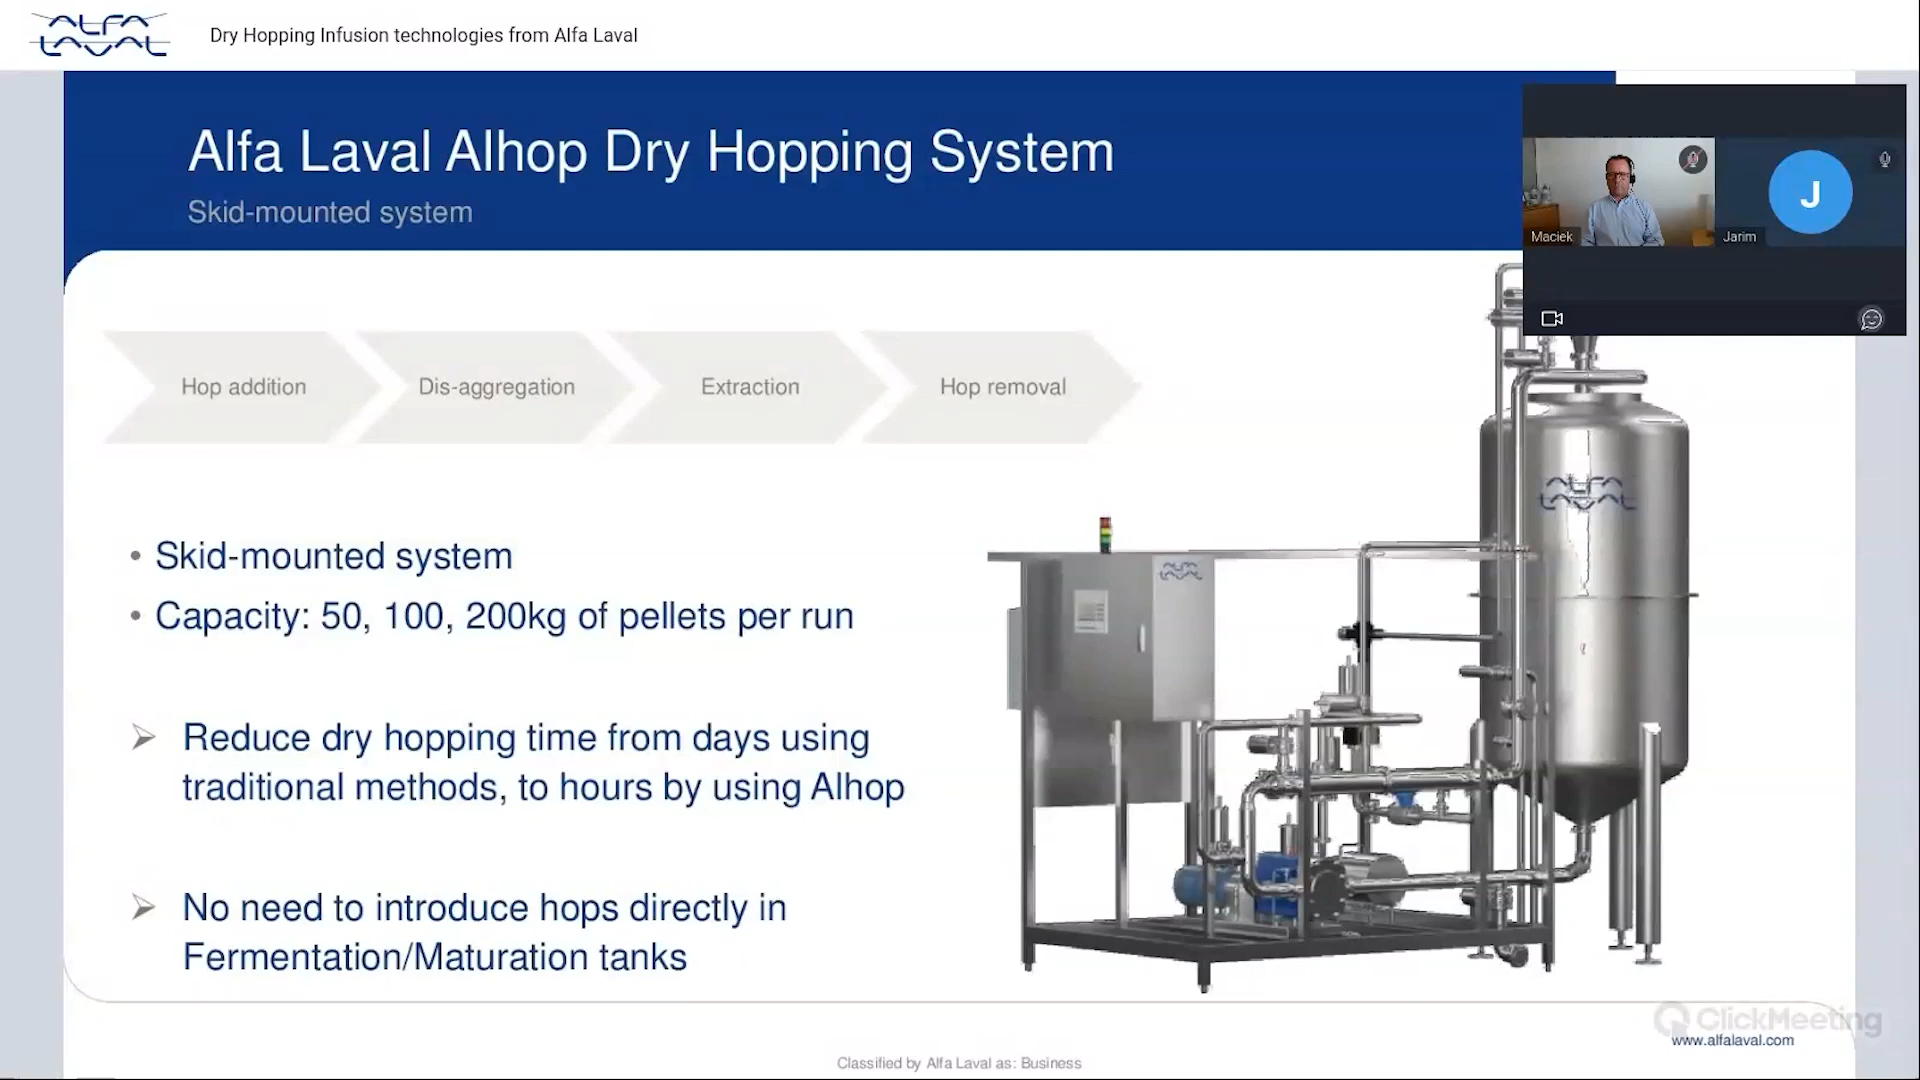 ALFA
LAVAL
Dry Hopping Infusion technologies from Alfa Laval
Alfa Laval Alhop Dry Hopping System
Skid-mounted system
J
Maciek
Jarim
Hop addition
Dis-aggregation
Extraction
Hop removal
ALFA
LAVAL
• Skid-mounted system
• Capacity: 50, 100, 200kg of pellets per run
Reduce dry hopping time from days using
traditional methods, to hours by using Alhop
No need to introduce hops directly in
Fermentation/Maturation tanks
ClickMeeting
www.alfalaval.com
Classified by Alfa Laval as: Business